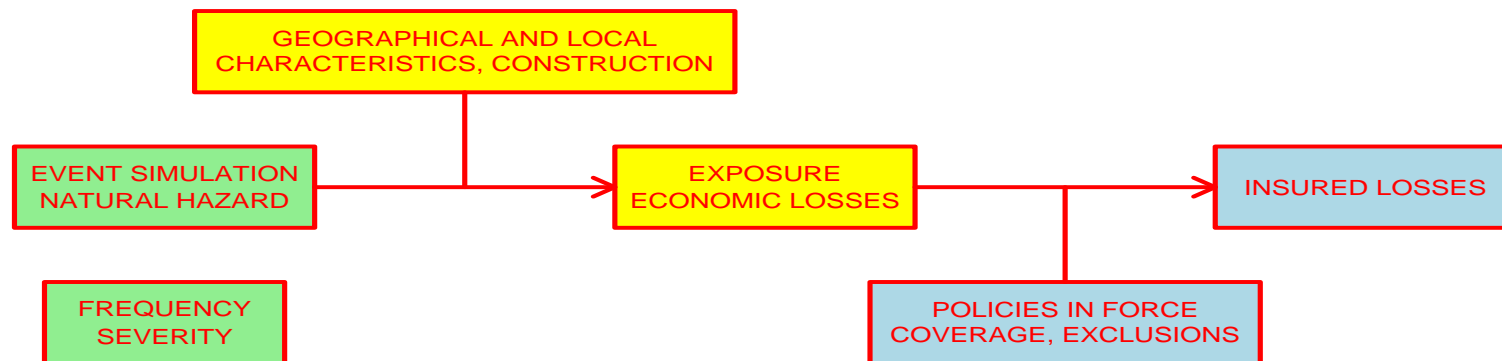 GEOGRAPHICAL AND LOCAL
CHARACTERISTICS, CONSTRUCTION
EVENT SIMULATION
NATURAL HAZARD
EXPOSURE
ECONOMIC LOSSES
INSURED LOSSES
FREQUENCY
SEVERITY
POLICIES IN FORCE
COVERAGE, EXCLUSIONS